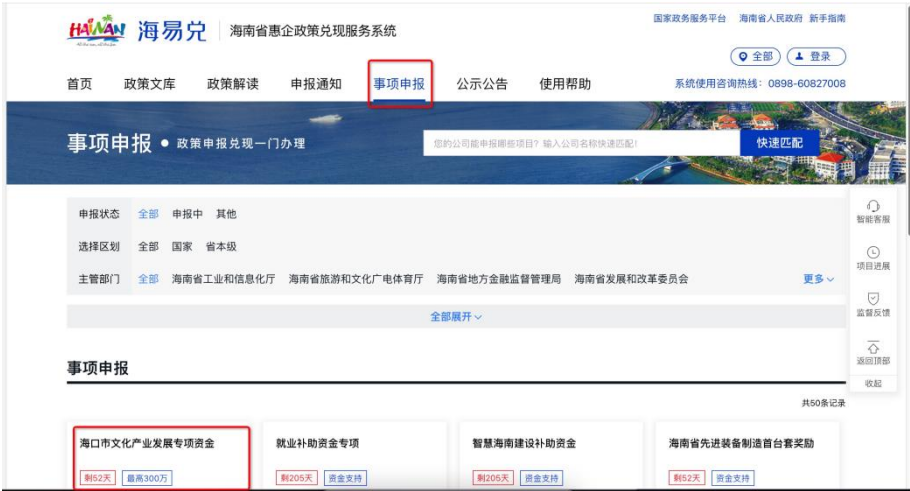 国家政务服务平台 海南省人民政府 新手指南
HAiNAN 海易兑 海南省惠企政策兑现服务系统
全部 登录
首页 政策文库 政策解读 申报通知 事项申报 公示公告 使用帮助 系统使用咨询热线：0898-60827008
事项申报 • 政策申报兑现一门办理 您的公司能申报哪些项目？输入公司名称快速匹配！ 快速匹配
申报状态 全部 申报中 其他
智能客服
选择区划 全部 国家 省本级
项目进展
主管部门 全部 海南省工业和信息化厅 海南省旅游和文化广电体育厅 海南省地方金融监督管理局 海南省发展和改革委员会 更多
监督反馈
全部展开
返回顶部
事项申报
收起
共50条记录
海口市文化产业发展专项资金 就业补助资金专项 智慧海南建设补助资金 海南省先进装备制造首台套奖励
剩52天 最高300万 剩205天 资金支持 剩205天 资金支持 剩52天 资金支持